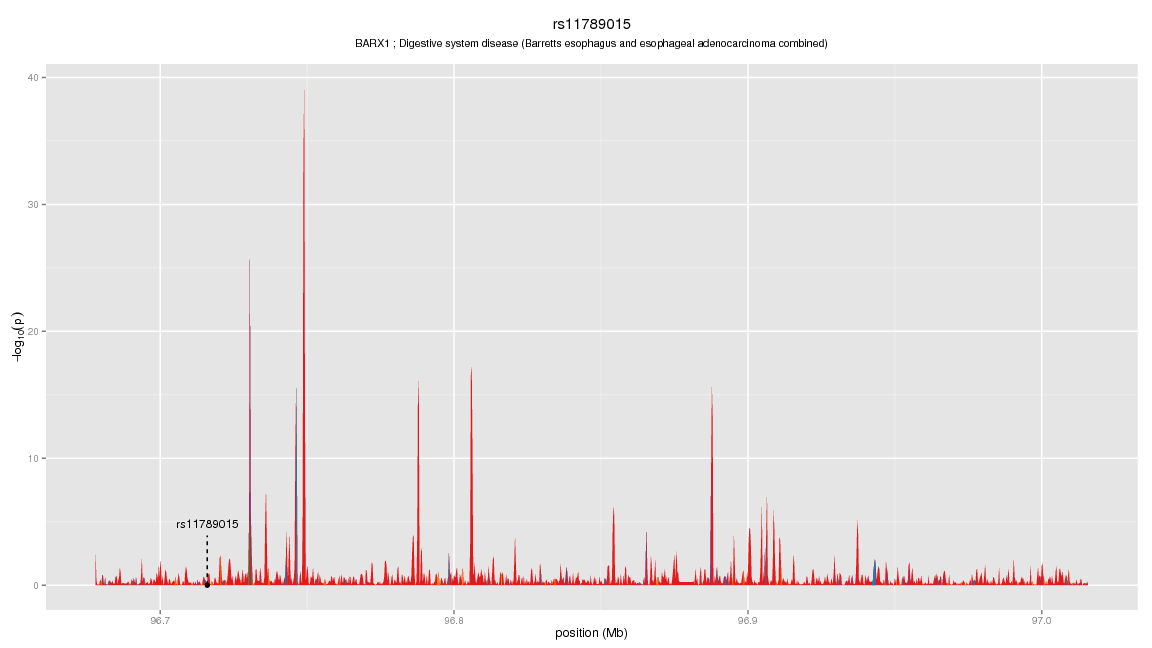 rs11789015
BARX1 ; Digestive system disease (Barretts esophagus and esophageal adenocarcinoma combined)
40
30
20
10
0
−log10(p)
rs11789015
96.7 96.8 96.9 97.0
position (Mb)